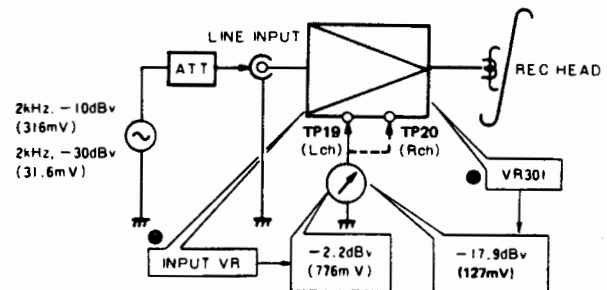 LINE INPUT
ATT
REC HEAD
2kHz. −10dBv
(316mV)
2kHz, −30dBv
(31.6mV)
TP19
(Lch)
TP20
(Rch)
VR301
INPUT VR
−2.2dBv
(776mV)
−17.9dBv
(127mV)